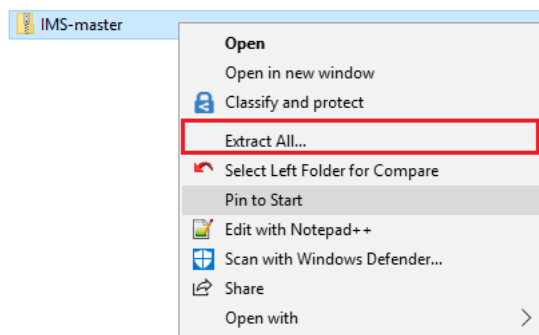 IMS-master
Open
Open in new window
Classify and protect
Extract All...
Select Left Folder for Compare
Pin to Start
Edit with Notepad++
Scan with Windows Defender...
Share
Open with